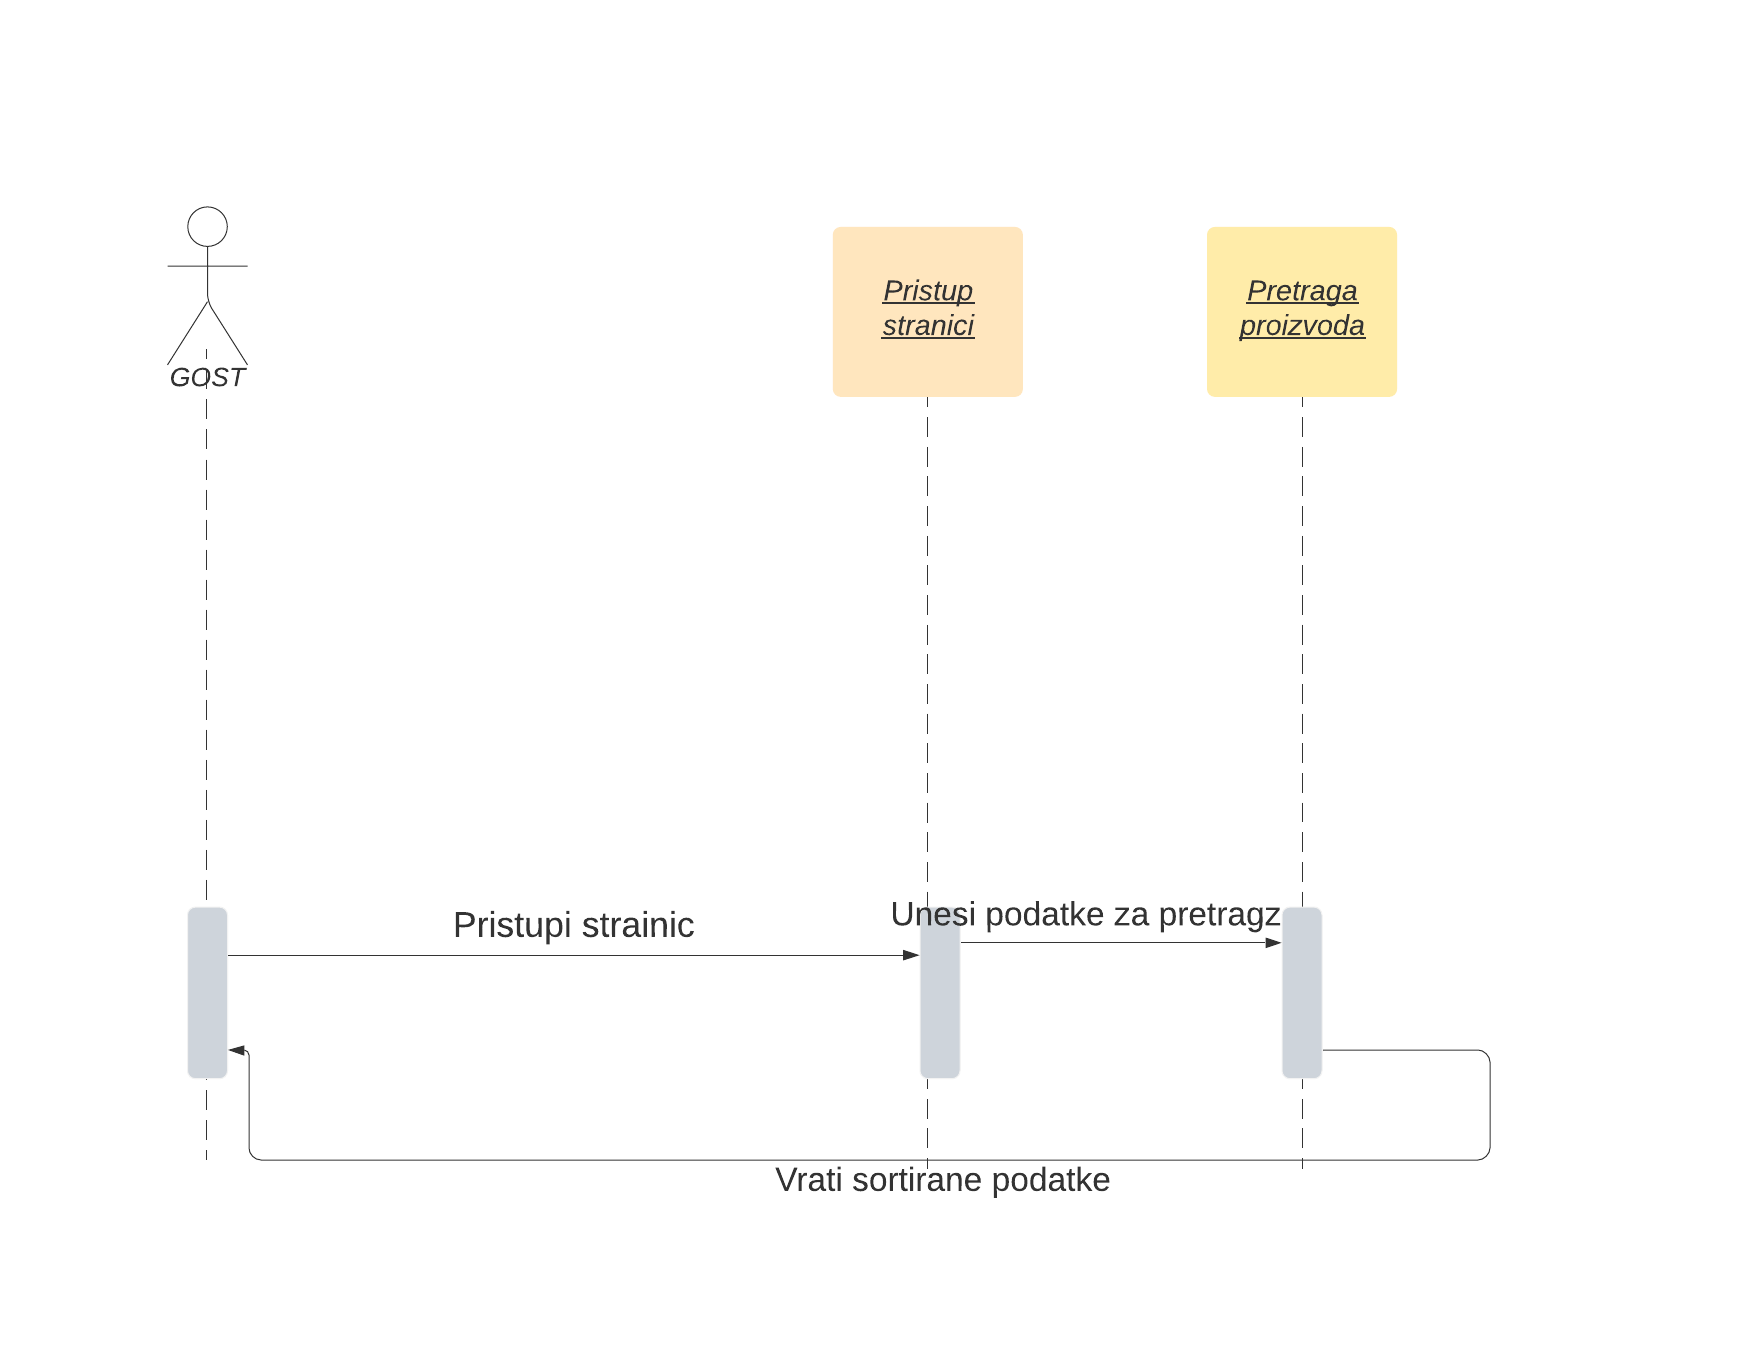 GOST
Pristup
stranici
Pretraga
proizvoda
Pristupi strainic
Unesi podatke za pretragz
Vrati sortirane podatke